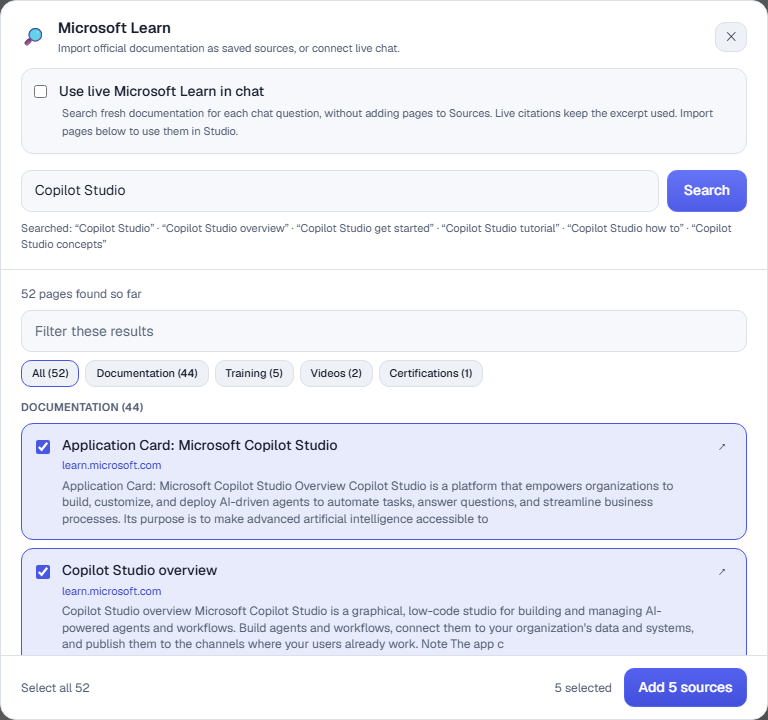 Microsoft Learn
Import official documentation as saved sources, or connect live chat.
Use live Microsoft Learn in chat
Search fresh documentation for each chat question, without adding pages to Sources. Live citations keep the excerpt used. Import
pages below to use them in Studio.
Copilot Studio
Search
Searched: “Copilot Studio” · “Copilot Studio overview” · “Copilot Studio get started” · “Copilot Studio tutorial” · “Copilot Studio how to” · “Copilot
Studio concepts”
52 pages found so far
Filter these results
All (52) Documentation (44) Training (5) Videos (2) Certifications (1)
DOCUMENTATION (44)
Application Card: Microsoft Copilot Studio
learn.microsoft.com
Application Card: Microsoft Copilot Studio Overview Copilot Studio is a platform that empowers organizations to
build, customize, and deploy AI-driven agents to automate tasks, answer questions, and streamline business
processes. Its purpose is to make advanced artificial intelligence accessible to
Copilot Studio overview
learn.microsoft.com
Copilot Studio overview Microsoft Copilot Studio is a graphical, low-code studio for building and managing AI-
powered agents and workflows. Build agents and workflows, connect them to your organization's data and systems,
and publish them to the channels where your users already work. Note The app c
Select all 52
5 selected
Add 5 sources